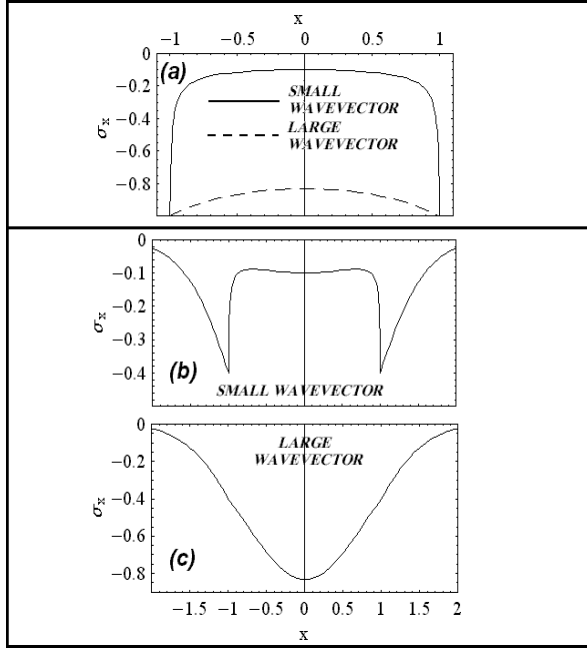 x
−1 −0.5 0 0.5 1
0
−0.2
−0.4
−0.6
−0.8
σx
(a)
SMALL
WAVEVECTOR
LARGE
WAVEVECTOR
0
−0.1
−0.2
−0.3
−0.4
σx
(b)
SMALL WAVEVECTOR
0
−0.2
−0.4
−0.6
−0.8
σx
LARGE
WAVEVECTOR
(c)
−1.5 −1 −0.5 0 0.5 1 1.5 2
x